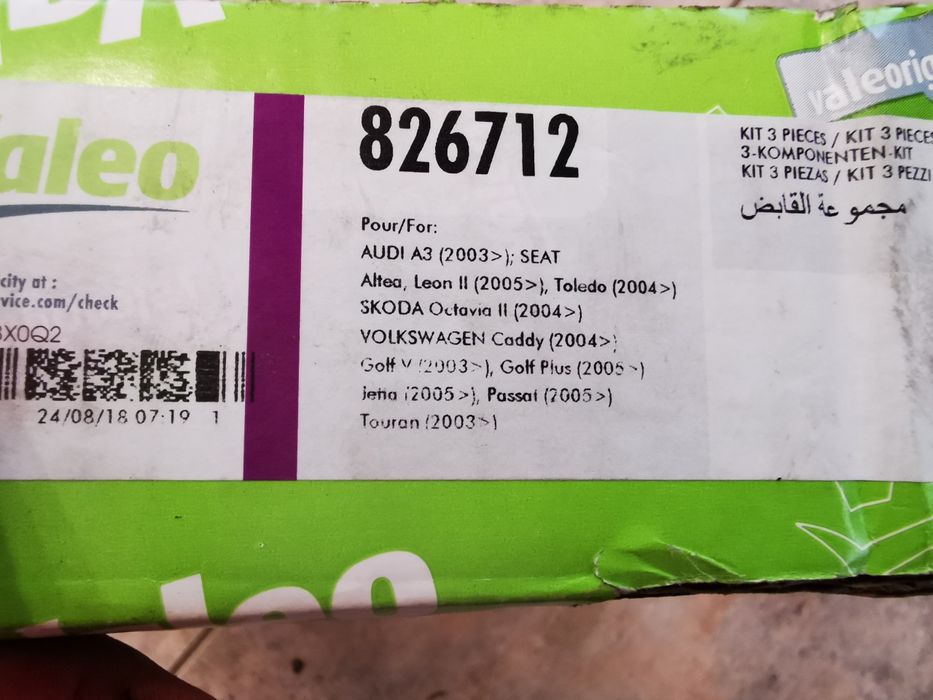 valeorig
Valeo
826712
KIT 3 PIECES / KIT 3 PIECES
3-KOMPONENTEN-KIT
KIT 3 PIEZAS / KIT 3 PEZZI
مجموعة القابض
Pour/For:
AUDI A3 (2003>); SEAT
Altea, Leon II (2005>), Toledo (2004>)
SKODA Octavia II (2004>)
VOLKSWAGEN Caddy (2004>)
Golf V (2003>), Golf Plus (2005>)
Jetta (2005>), Passat (2005>)
Touran (2003>)
city at :
vice.com/check
X0Q2
24/08/18 07:19 1